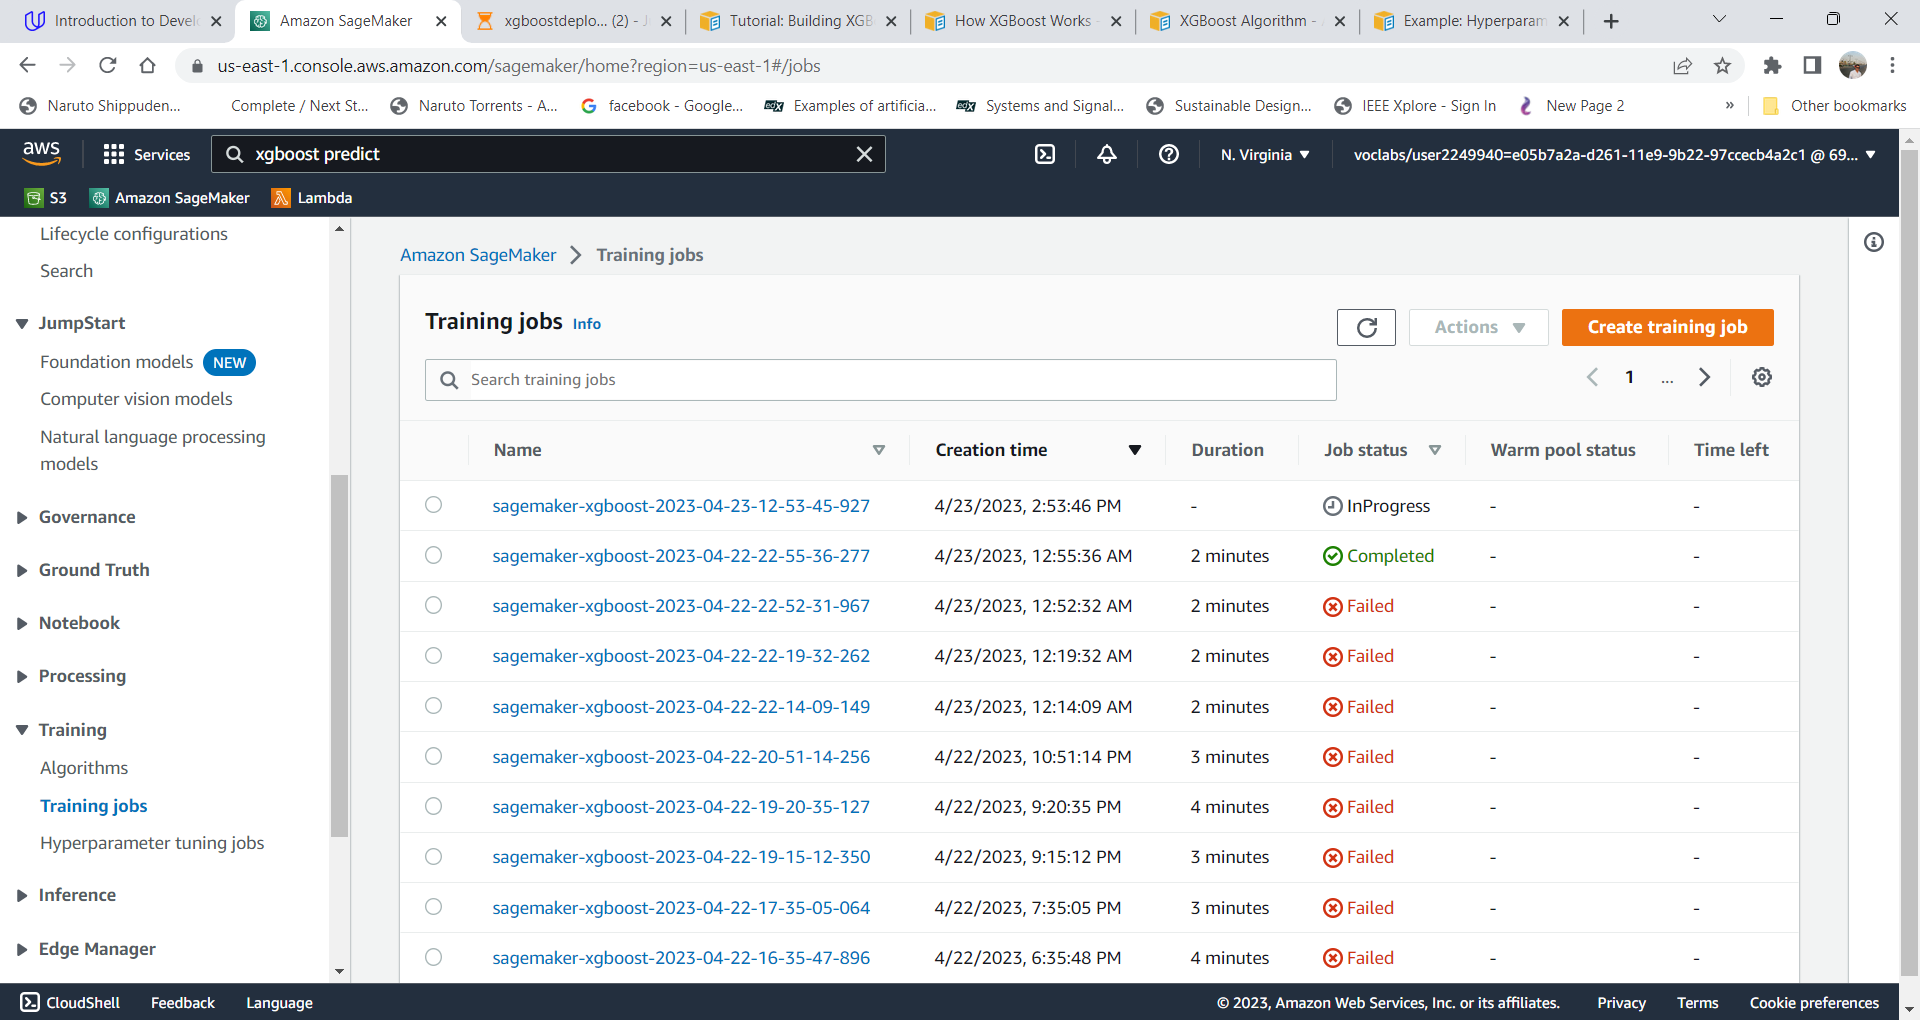 Introduction to Devel
Amazon SageMaker
xgboostdeplo... (2) - J
Tutorial: Building XGB
How XGBoost Works -
XGBoost Algorithm - A
Example: Hyperparam
us-east-1.console.aws.amazon.com/sagemaker/home?region=us-east-1#/jobs
Naruto Shippuden...
Complete / Next St...
Naruto Torrents - A...
facebook - Google...
edX Examples of artificia...
edX Systems and Signal...
Sustainable Design...
IEEE Xplore - Sign In
New Page 2
»
Other bookmarks
aws
Services
xgboost predict
N. Virginia
voclabs/user2249940=e05b7a2a-d261-11e9-9b22-97ccecb4a2c1 @ 69...
S3
Amazon SageMaker
Lambda
Lifecycle configurations
Search
JumpStart
Foundation models NEW
Computer vision models
Natural language processing
models
Governance
Ground Truth
Notebook
Processing
Training
Algorithms
Training jobs
Hyperparameter tuning jobs
Inference
Edge Manager
Amazon SageMaker > Training jobs
Training jobs Info
Actions
Create training job
Search training jobs
1 ...
Name Creation time Duration Job status Warm pool status Time left
sagemaker-xgboost-2023-04-23-12-53-45-927 4/23/2023, 2:53:46 PM - InProgress - -
sagemaker-xgboost-2023-04-22-22-55-36-277 4/23/2023, 12:55:36 AM 2 minutes Completed - -
sagemaker-xgboost-2023-04-22-22-52-31-967 4/23/2023, 12:52:32 AM 2 minutes Failed - -
sagemaker-xgboost-2023-04-22-22-19-32-262 4/23/2023, 12:19:32 AM 2 minutes Failed - -
sagemaker-xgboost-2023-04-22-22-14-09-149 4/23/2023, 12:14:09 AM 2 minutes Failed - -
sagemaker-xgboost-2023-04-22-20-51-14-256 4/22/2023, 10:51:14 PM 3 minutes Failed - -
sagemaker-xgboost-2023-04-22-19-20-35-127 4/22/2023, 9:20:35 PM 4 minutes Failed - -
sagemaker-xgboost-2023-04-22-19-15-12-350 4/22/2023, 9:15:12 PM 3 minutes Failed - -
sagemaker-xgboost-2023-04-22-17-35-05-064 4/22/2023, 7:35:05 PM 3 minutes Failed - -
sagemaker-xgboost-2023-04-22-16-35-47-896 4/22/2023, 6:35:48 PM 4 minutes Failed - -
CloudShell Feedback Language © 2023, Amazon Web Services, Inc. or its affiliates. Privacy Terms Cookie preferences